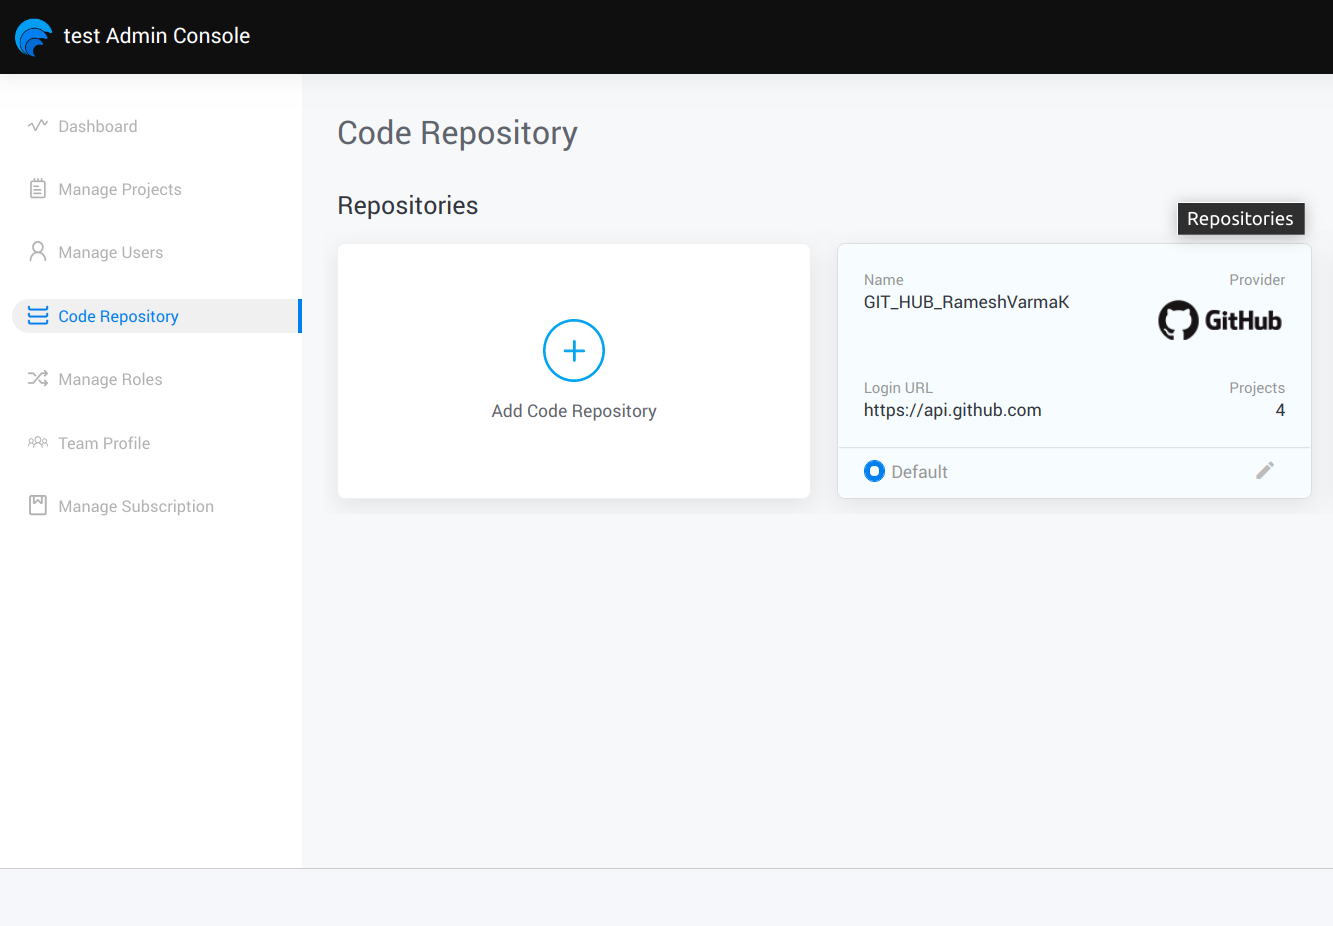 test Admin Console
Dashboard
Manage Projects
Manage Users
Code Repository
Manage Roles
Team Profile
Manage Subscription
Code Repository
Repositories
Repositories
Add Code Repository
Name
Provider
GIT_HUB_RameshVarmaK
GitHub
Login URL
Projects
https://api.github.com
4
Default